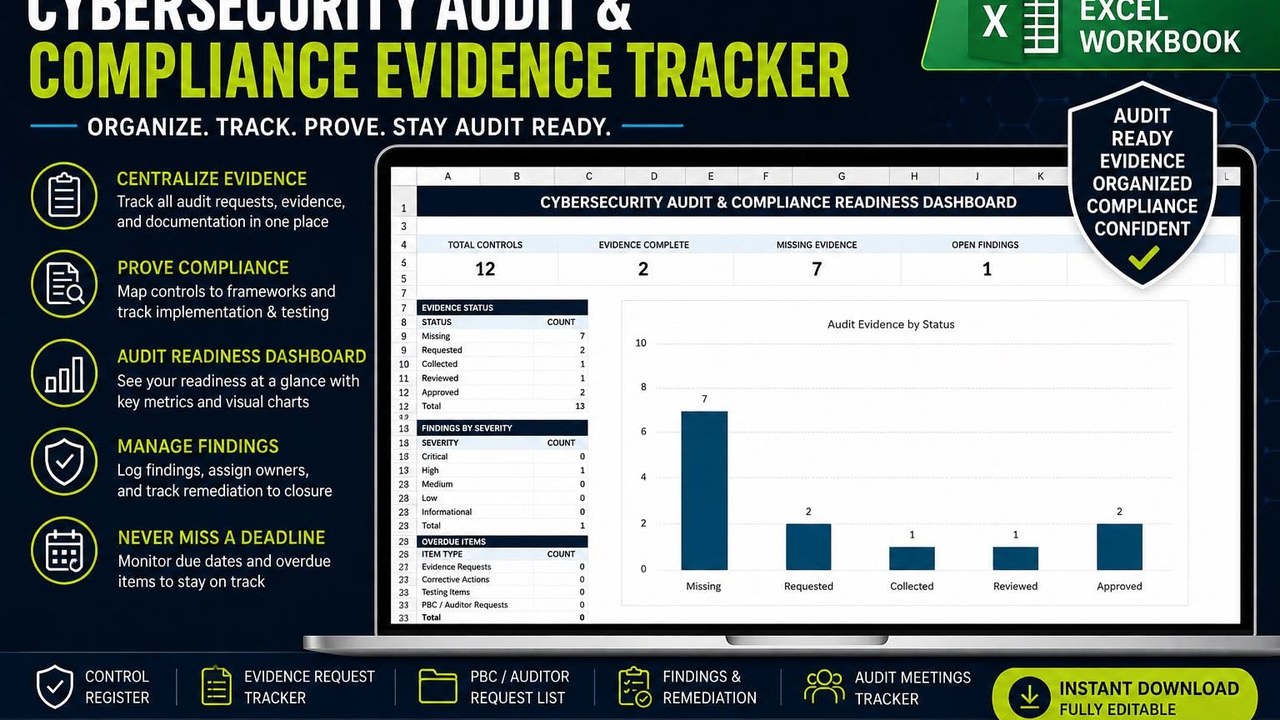 CYBERSECURITY AUDIT &
COMPLIANCE EVIDENCE TRACKER
ORGANIZE. TRACK. PROVE. STAY AUDIT READY.
X EXCEL
WORKBOOK
AUDIT
READY
EVIDENCE
ORGANIZED
COMPLIANCE
CONFIDENT
CENTRALIZE EVIDENCE
Track all audit requests, evidence,
and documentation in one place
PROVE COMPLIANCE
Map controls to frameworks and
track implementation & testing
AUDIT READINESS DASHBOARD
See your readiness at a glance with
key metrics and visual charts
MANAGE FINDINGS
Log findings, assign owners,
and track remediation to closure
NEVER MISS A DEADLINE
Monitor due dates and overdue
items to stay on track
A B C D E F G H J K L
1 CYBERSECURITY AUDIT & COMPLIANCE READINESS DASHBOARD
3
4 TOTAL CONTROLS EVIDENCE COMPLETE MISSING EVIDENCE OPEN FINDINGS
6 12 2 7 1
5
7
7 EVIDENCE STATUS
8 STATUS COUNT
9 Missing 7
9 Requested 2
10 Collected 1
11 Reviewed 1
12 Approved 2
12 Total 13
13 FINDINGS BY SEVERITY
18 SEVERITY COUNT
18 Critical 0
13 High 1
28 Medium 0
28 Low 0
23 Informational 0
28 Total 1
28 OVERDUE ITEMS
26 ITEM TYPE COUNT
27 Evidence Requests 0
33 Corrective Actions 0
23 Testing Items 0
33 PBC / Auditor Requests 0
33 Total 0
Audit Evidence by Status
10
8
6
4
2
0
7
2
1
1
2
Missing Requested Collected Reviewed Approved
CONTROL
REGISTER
EVIDENCE REQUEST
TRACKER
PBC / AUDITOR
REQUEST LIST
FINDINGS &
REMEDIATION
AUDIT MEETINGS
TRACKER
INSTANT DOWNLOAD
FULLY EDITABLE